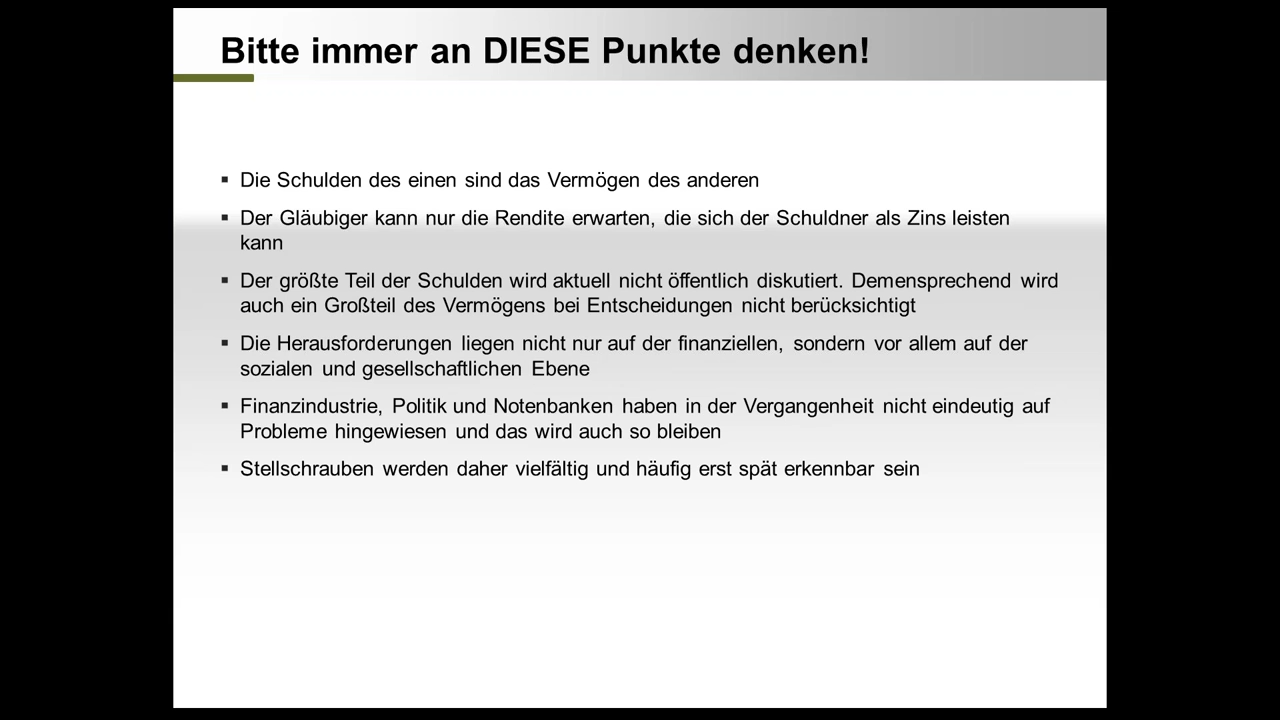 Bitte immer an DIESE Punkte denken!
▪ Die Schulden des einen sind das Vermögen des anderen
▪ Der Gläubiger kann nur die Rendite erwarten, die sich der Schuldner als Zins leisten
kann
▪ Der größte Teil der Schulden wird aktuell nicht öffentlich diskutiert. Demensprechend wird
auch ein Großteil des Vermögens bei Entscheidungen nicht berücksichtigt
▪ Die Herausforderungen liegen nicht nur auf der finanziellen, sondern vor allem auf der
sozialen und gesellschaftlichen Ebene
▪ Finanzindustrie, Politik und Notenbanken haben in der Vergangenheit nicht eindeutig auf
Probleme hingewiesen und das wird auch so bleiben
▪ Stellschrauben werden daher vielfältig und häufig erst spät erkennbar sein